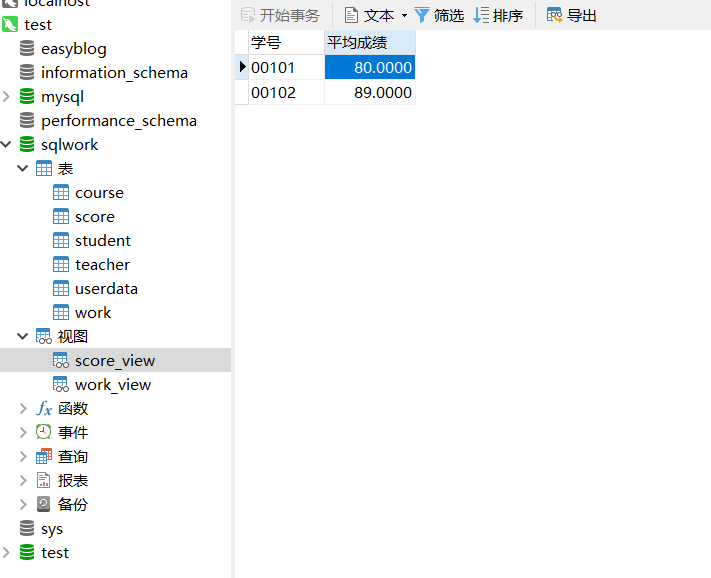 localhost
test
easyblog
information_schema
mysql
performance_schema
sqlwork
表
course
score
student
teacher
userdata
work
视图
score_view
work_view
函数
事件
查询
报表
备份
sys
test
开始事务 文本 筛选 排序 导出
学号 平均成绩
00101 80.0000
00102 89.0000